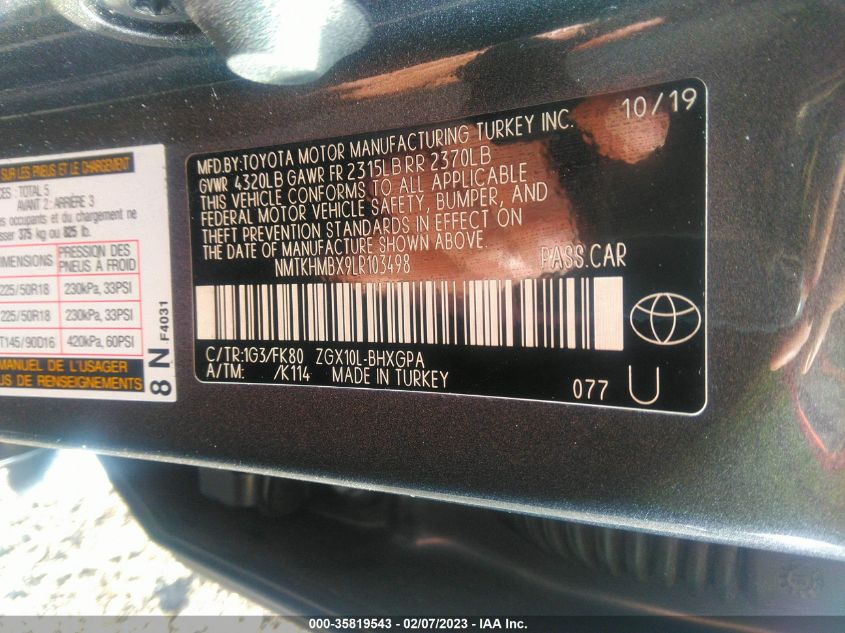 SUR LES PNEUS ET LE CHARGEMENT
CES : TOTAL 5
AVANT 2 : ARRIÈRE 3
es occupants et du chargement ne
sser 375 kg ou 825 lb.
IMENSIONS PRESSION DES PNEUS À FROID
225/50R18 230kPa, 33PSI
225/50R18 230kPa, 33PSI
T145/90D16 420kPa, 60PSI
MANUEL DE L'USAGER
PLUS DE RENSEIGNEMENTS
8 N F4031
10/19
MFD.BY:TOYOTA MOTOR MANUFACTURING TURKEY INC.
GVWR 4320LB GAWR FR 2315LB RR 2370LB
THIS VEHICLE CONFORMS TO ALL APPLICABLE
FEDERAL MOTOR VEHICLE SAFETY, BUMPER, AND
THEFT PREVENTION STANDARDS IN EFFECT ON
THE DATE OF MANUFACTURE SHOWN ABOVE.
NMTKHMBX9LR103498 PASS.CAR
C/TR:1G3/FK80 ZGX10L-BHXGPA
A/TM: /K114 MADE IN TURKEY
077 U
000-35819543 - 02/07/2023 - IAA Inc.